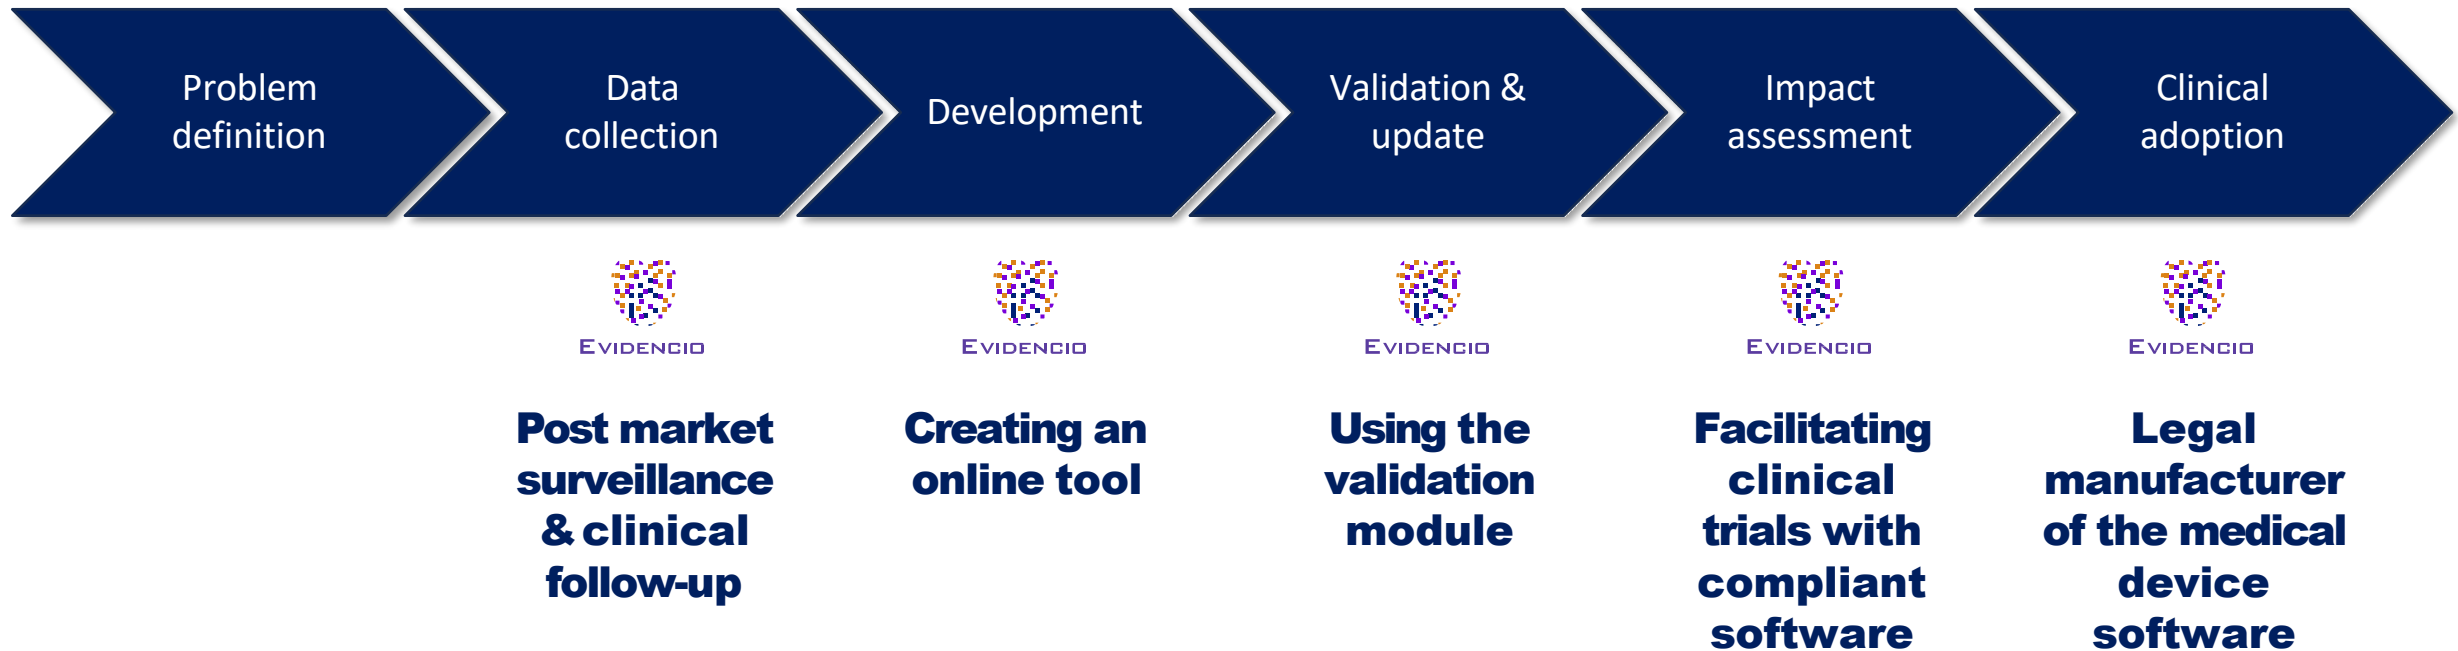 Problem
definition
Data
collection
Development
Validation &
update
Impact
assessment
Clinical
adoption
EVIDENCIO
EVIDENCIO
EVIDENCIO
EVIDENCIO
EVIDENCIO
Post market
surveillance
& clinical
follow-up
Creating an
online tool
Using the
validation
module
Facilitating
clinical
trials with
compliant
software
Legal
manufacturer
of the medical
device
software